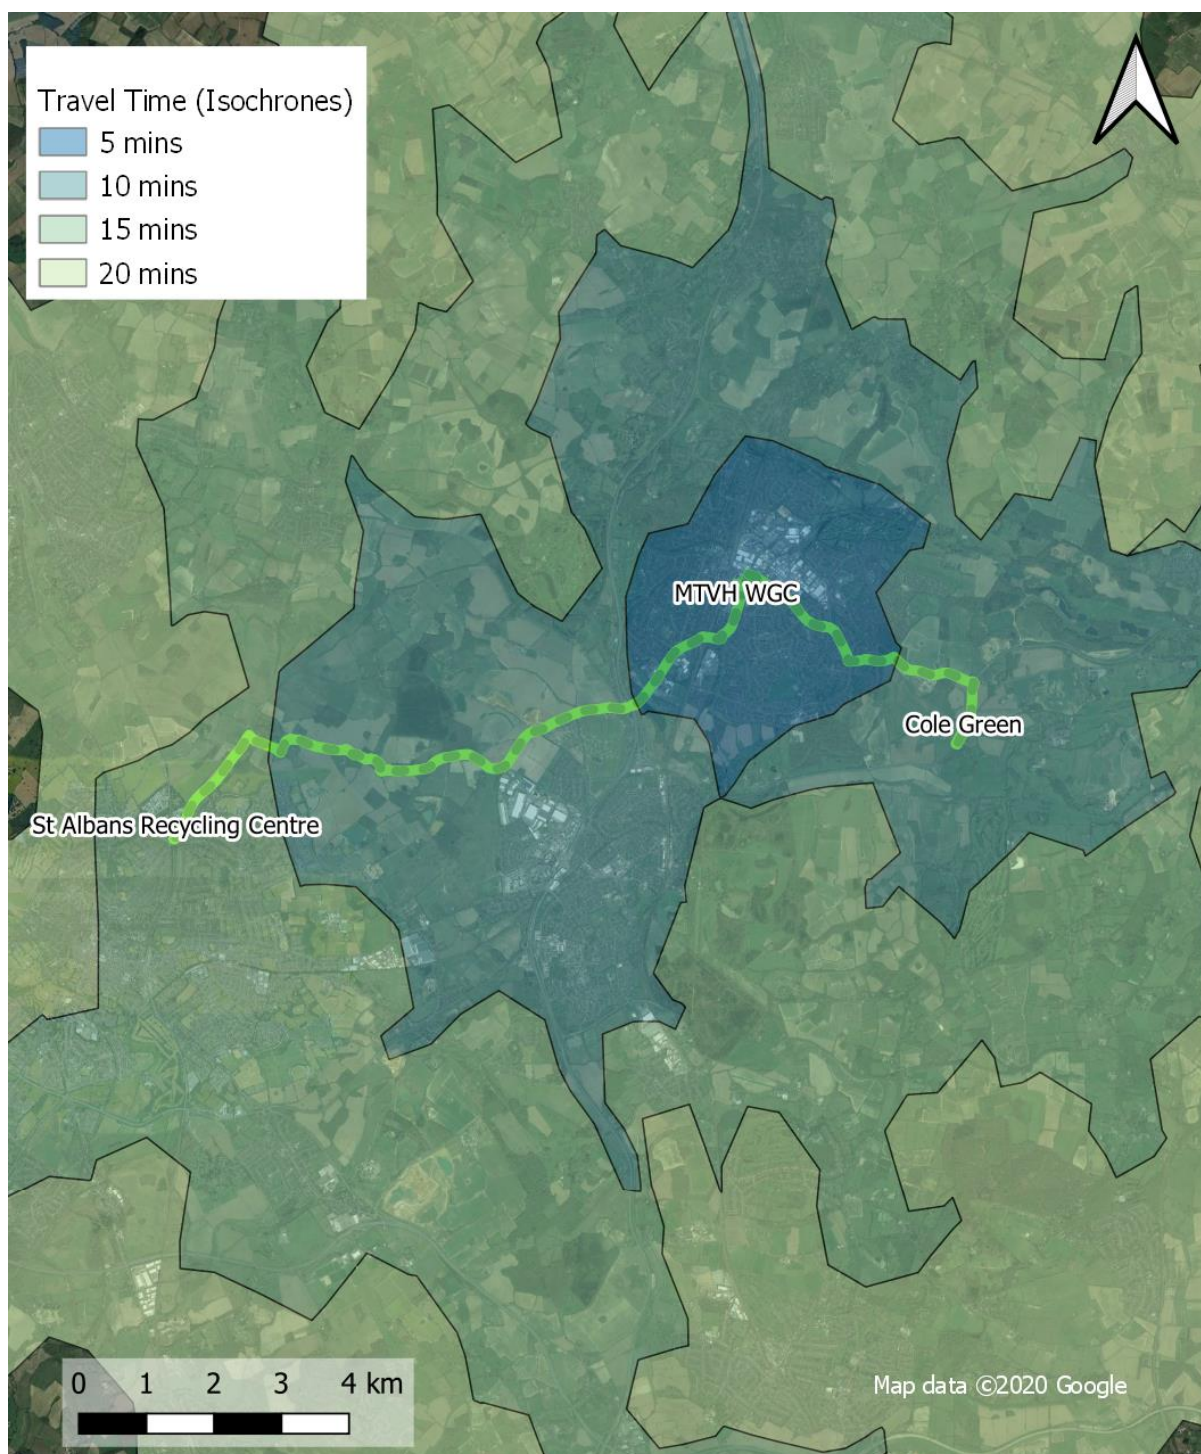 Travel Time (Isochrones)
5 mins
10 mins
15 mins
20 mins
MTVH WGC
Cole Green
St Albans Recycling Centre
0 1 2 3 4 km
Map data ©2020 Google